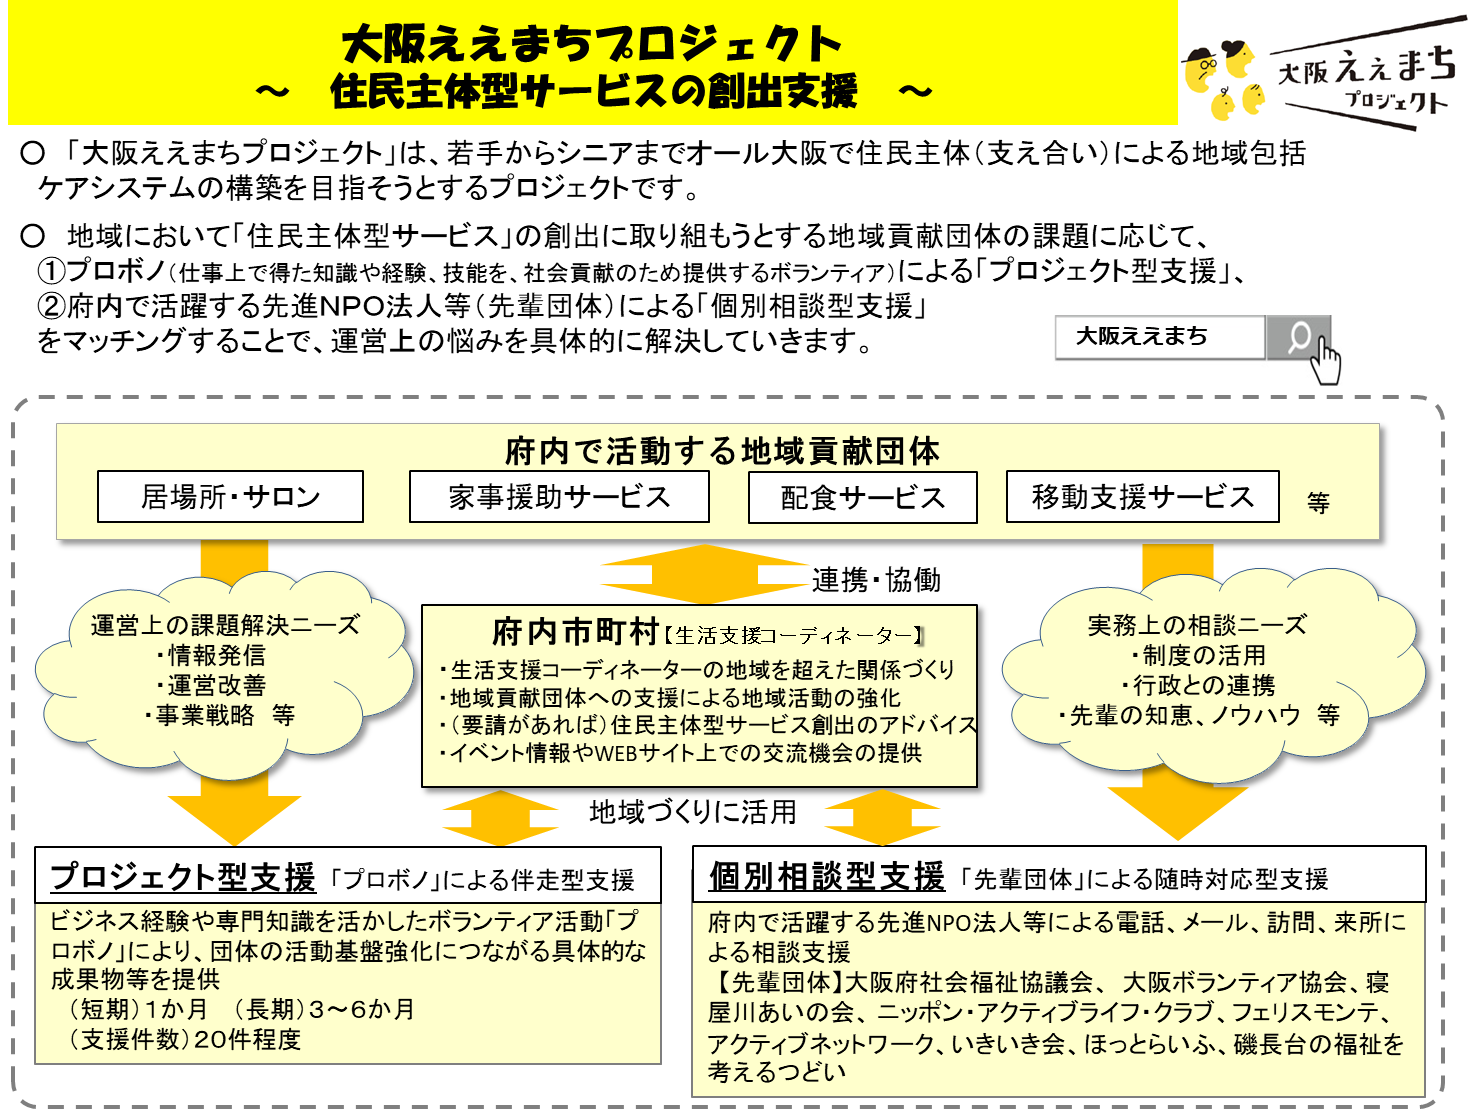 大阪ええまちプロジェクト
～　住民主体型サービスの創出支援　～
大阪ええまち
プロジェクト
〇　「大阪ええまちプロジェクト」は、若手からシニアまでオール大阪で住民主体（支え合い）による地域包括
ケアシステムの構築を目指そうとするプロジェクトです。
〇　地域において「住民主体型サービス」の創出に取り組もうとする地域貢献団体の課題に応じて、
①プロボノ（仕事上で得た知識や経験、技能を、社会貢献のため提供するボランティア）による「プロジェクト型支援」、
②府内で活躍する先進NPO法人等（先輩団体）による「個別相談型支援」
をマッチングすることで、運営上の悩みを具体的に解決していきます。
大阪ええまち
府内で活動する地域貢献団体
居場所・サロン
家事援助サービス
配食サービス
移動支援サービス
等
連携・協働
運営上の課題解決ニーズ
・情報発信
・運営改善
・事業戦略　等
府内市町村【生活支援コーディネーター】
・生活支援コーディネーターの地域を超えた関係づくり
・地域貢献団体への支援による地域活動の強化
・（要請があれば）住民主体型サービス創出のアドバイス
・イベント情報やWEBサイト上での交流機会の提供
実務上の相談ニーズ
・制度の活用
・行政との連携
・先輩の知恵、ノウハウ　等
地域づくりに活用
プロジェクト型支援　「プロボノ」による伴走型支援
ビジネス経験や専門知識を活かしたボランティア活動「プ
ロボノ」により、団体の活動基盤強化につながる具体的な
成果物等を提供
（短期）１か月　（長期）３～６か月
（支援件数）２０件程度
個別相談型支援　「先輩団体」による随時対応型支援
府内で活躍する先進NPO法人等による電話、メール、訪問、来所に
よる相談支援
【先輩団体】大阪府社会福祉協議会、 大阪ボランティア協会、寝
屋川あいの会、ニッポン・アクティブライフ・クラブ、フェリスモンテ、
アクティブネットワーク、いきいき会、ほっとらいふ、磯長台の福祉を
考えるつどい